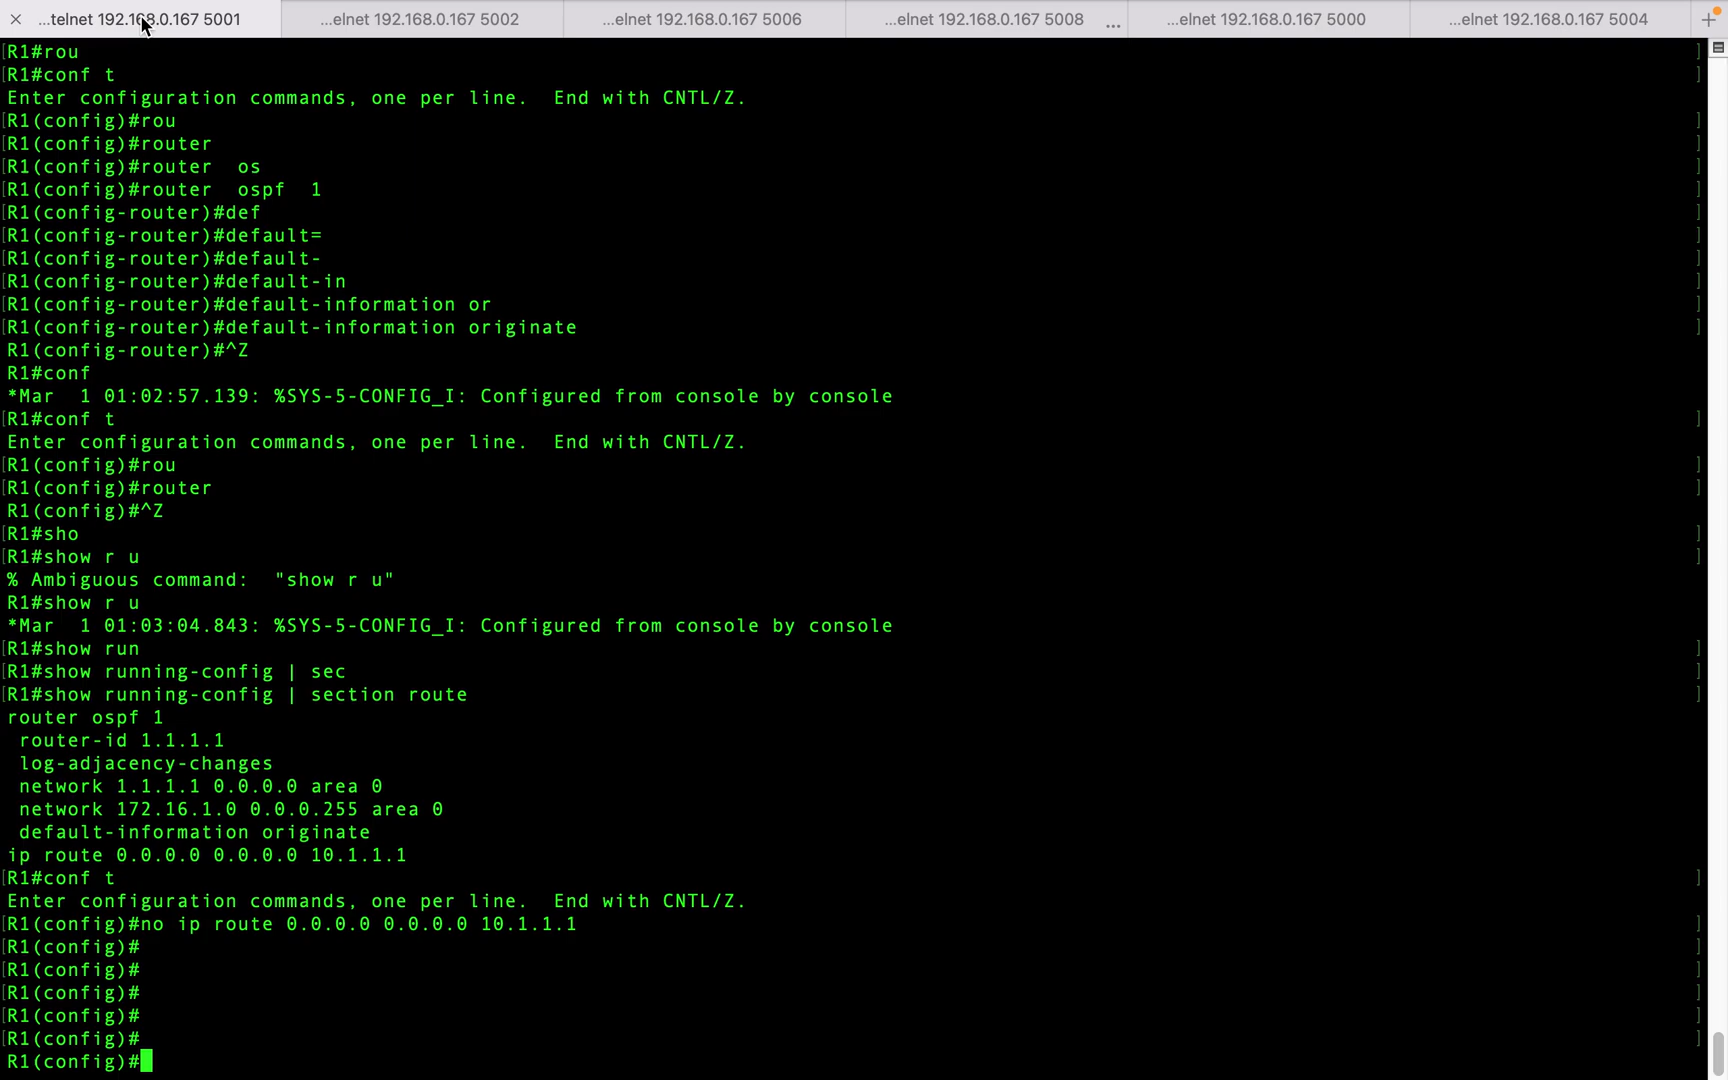 ...telnet 192.168.0.167 5001
...elnet 192.168.0.167 5002
...elnet 192.168.0.167 5006
...elnet 192.168.0.167 5008
...elnet 192.168.0.167 5000
...elnet 192.168.0.167 5004
R1#rou
R1#conf t
Enter configuration commands, one per line.  End with CNTL/Z.
R1(config)#rou
R1(config)#router
R1(config)#router  os
R1(config)#router  ospf  1
R1(config-router)#def
R1(config-router)#default=
R1(config-router)#default-
R1(config-router)#default-in
R1(config-router)#default-information or
R1(config-router)#default-information originate
R1(config-router)#^Z
R1#conf
*Mar  1 01:02:57.139: %SYS-5-CONFIG_I: Configured from console by console
R1#conf t
Enter configuration commands, one per line.  End with CNTL/Z.
R1(config)#rou
R1(config)#router
R1(config)#^Z
R1#sho
R1#show r u
% Ambiguous command:  "show r u"
R1#show r u
*Mar  1 01:03:04.843: %SYS-5-CONFIG_I: Configured from console by console
R1#show run
R1#show running-config | sec
R1#show running-config | section route
router ospf 1
 router-id 1.1.1.1
 log-adjacency-changes
 network 1.1.1.1 0.0.0.0 area 0
 network 172.16.1.0 0.0.0.255 area 0
 default-information originate
ip route 0.0.0.0 0.0.0.0 10.1.1.1
R1#conf t
Enter configuration commands, one per line.  End with CNTL/Z.
R1(config)#no ip route 0.0.0.0 0.0.0.0 10.1.1.1
R1(config)#
R1(config)#
R1(config)#
R1(config)#
R1(config)#
R1(config)#